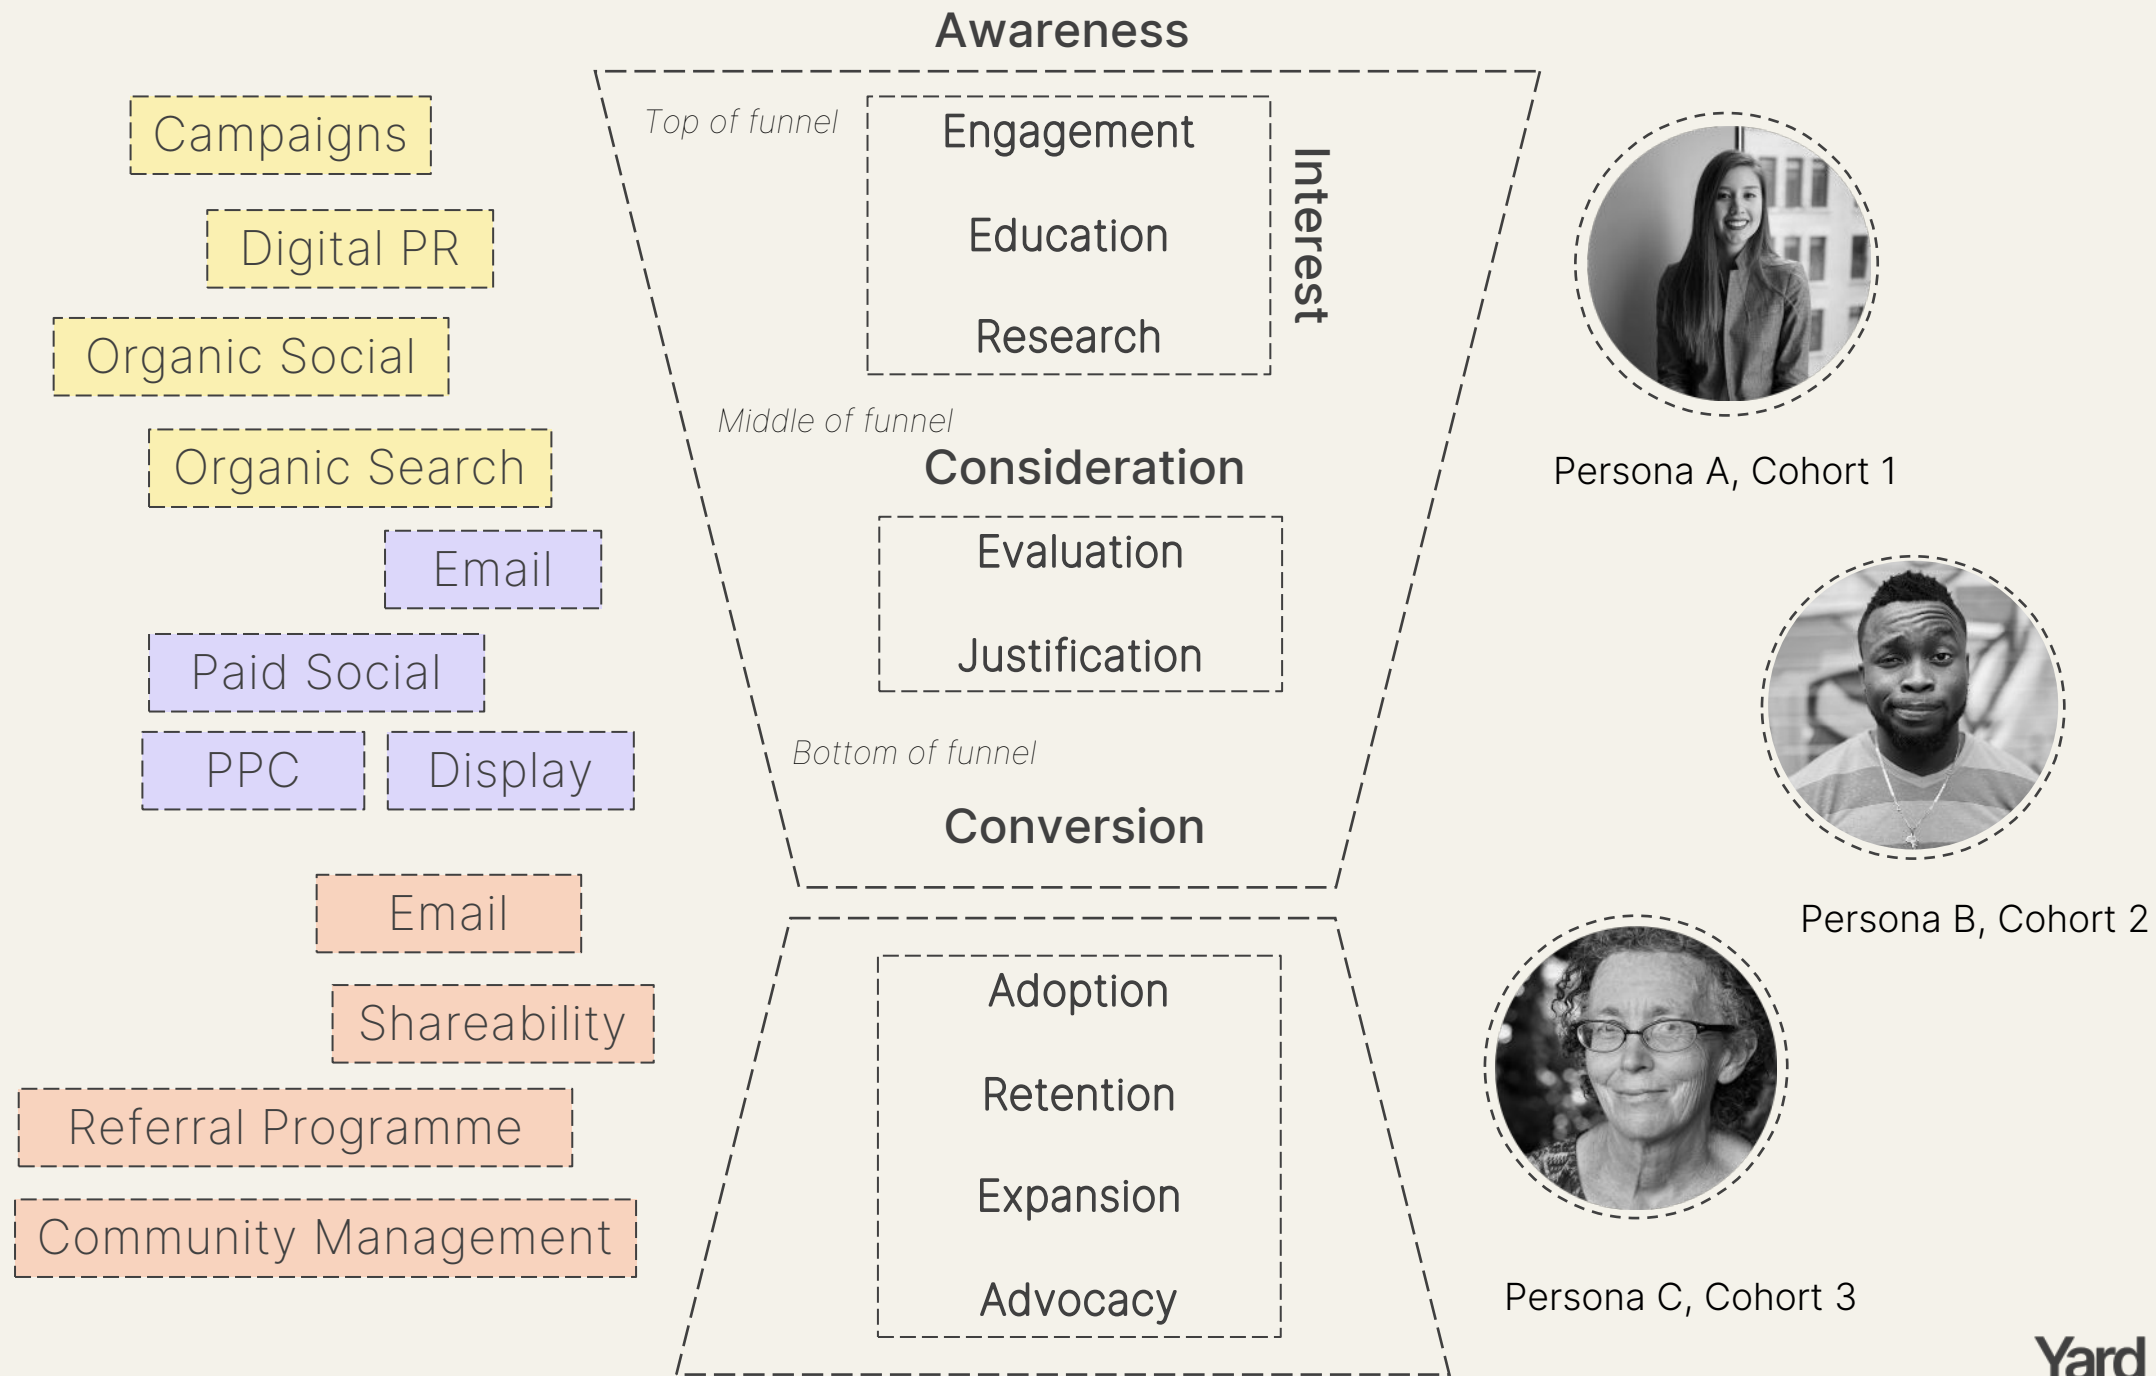 Awareness
Campaigns
Digital PR
Organic Social
Organic Search
Email
Paid Social
PPC
Display
Email
Shareability
Referral Programme
Community Management
Top of funnel
Engagement
Education
Research
Interest
Middle of funnel
Consideration
Evaluation
Justification
Bottom of funnel
Conversion
Adoption
Retention
Expansion
Advocacy
Persona A, Cohort 1
Persona B, Cohort 2
Persona C, Cohort 3
Yard